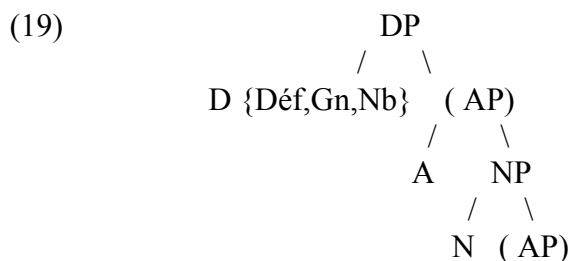 (19) DP
D {Déf,Gn,Nb} ( AP)
A NP
N ( AP)